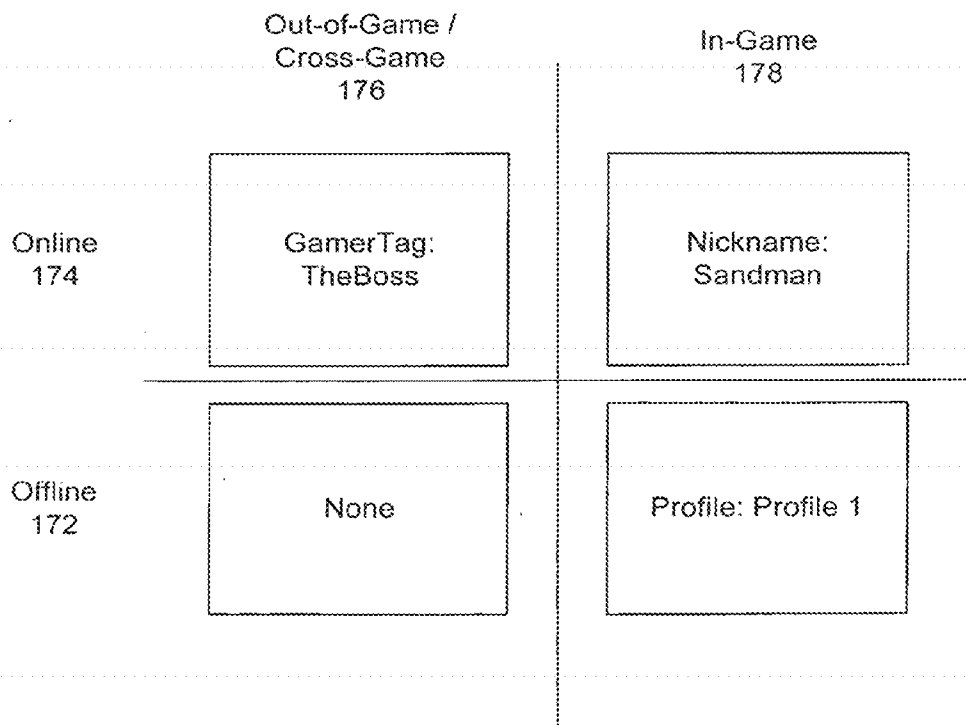 Out-of-Game /
Cross-Game
176
In-Game
178
Online
174
GamerTag:
TheBoss
Nickname:
Sandman
Offline
172
None
Profile: Profile 1